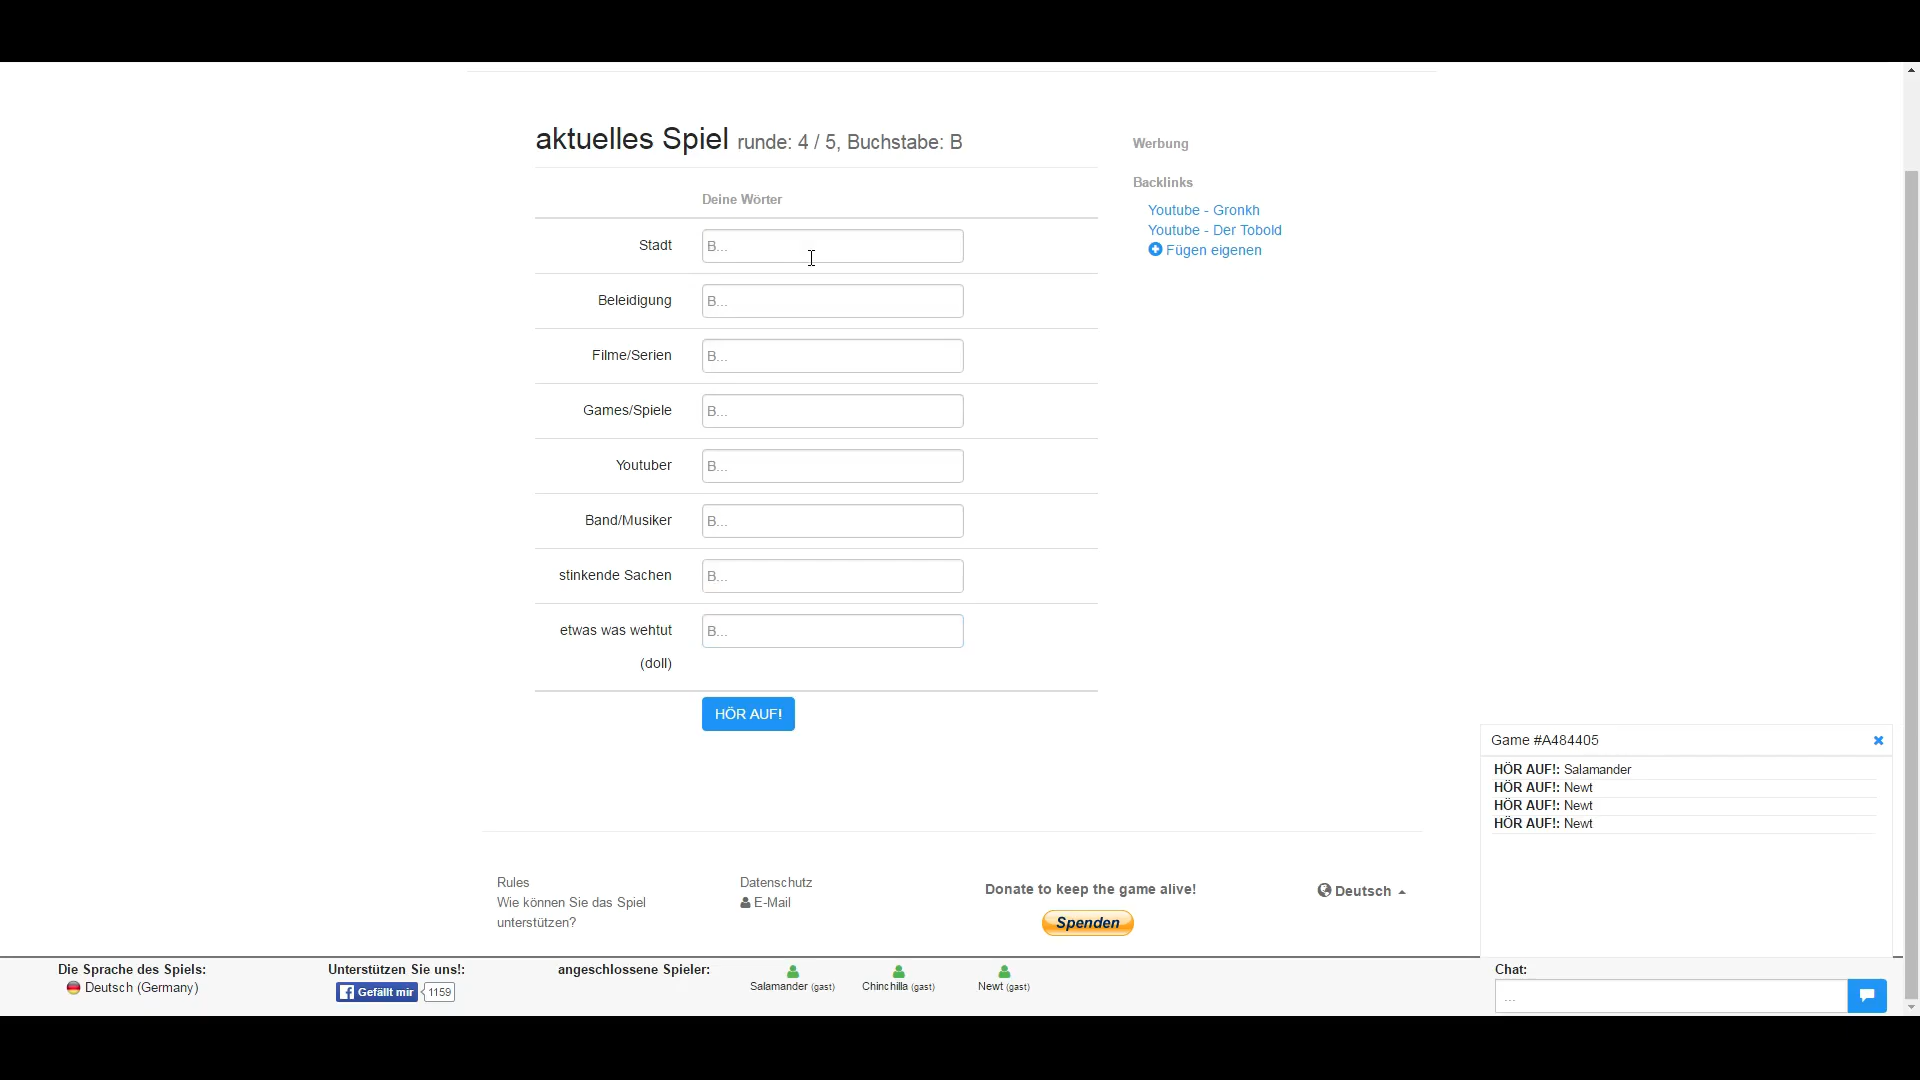 aktuelles Spiel runde: 4 / 5, Buchstabe: B
Deine Wörter
Stadt B...
Beleidigung B...
Filme/Serien B...
Games/Spiele B...
Youtuber B...
Band/Musiker B...
stinkende Sachen B...
etwas was wehtut B...
(doll)
HÖR AUF!
Werbung
Backlinks
Youtube - Gronkh
Youtube - Der Tobold
Fügen eigenen
Game #A484405
HÖR AUF!: Salamander
HÖR AUF!: Newt
HÖR AUF!: Newt
HÖR AUF!: Newt
Rules
Wie können Sie das Spiel
unterstützen?
Datenschutz
E-Mail
Donate to keep the game alive!
Spenden
Deutsch
Die Sprache des Spiels:
Deutsch (Germany)
Unterstützen Sie uns!:
Gefällt mir 1159
angeschlossene Spieler:
Salamander (gast)
Chinchilla (gast)
Newt (gast)
Chat:
...